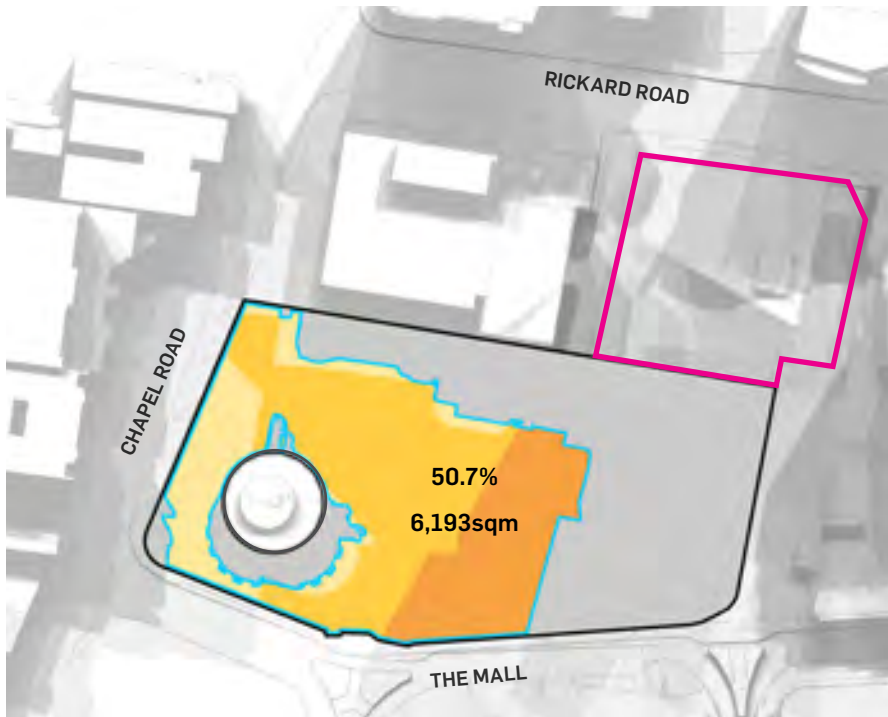 RICKARD ROAD
CHAPEL ROAD
50.7%
6,193sqm
THE MALL